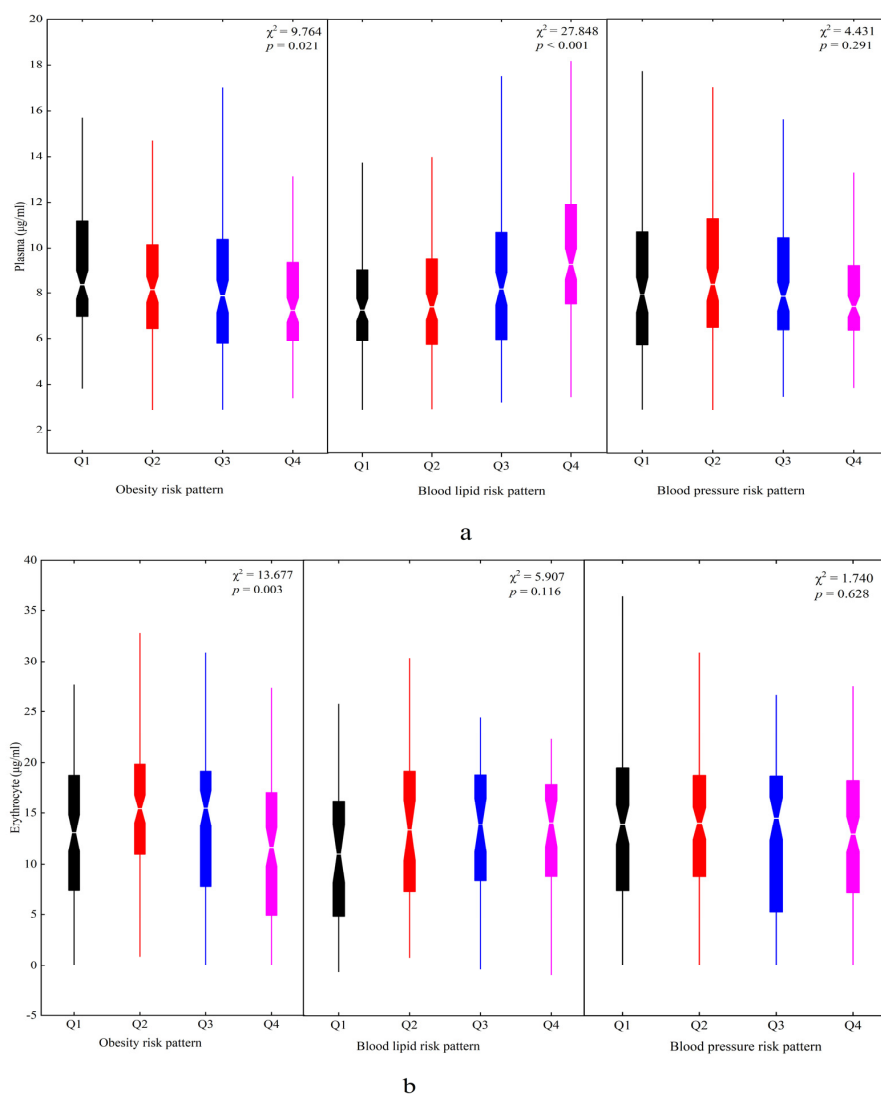 20
18
16
14
12
10
8
6
4
2
Plasma (μg/ml)
χ² = 9.764
p = 0.021
χ² = 27.848
p < 0.001
χ² = 4.431
p = 0.291
Q1 Q2 Q3 Q4 Q1 Q2 Q3 Q4 Q1 Q2 Q3 Q4
Obesity risk pattern Blood lipid risk pattern Blood pressure risk pattern
a
40
35
30
25
20
15
10
5
0
-5
Erythrocyte (μg/ml)
χ² = 13.677
p = 0.003
χ² = 5.907
p = 0.116
χ² = 1.740
p = 0.628
Q1 Q2 Q3 Q4 Q1 Q2 Q3 Q4 Q1 Q2 Q3 Q4
Obesity risk pattern Blood lipid risk pattern Blood pressure risk pattern
b